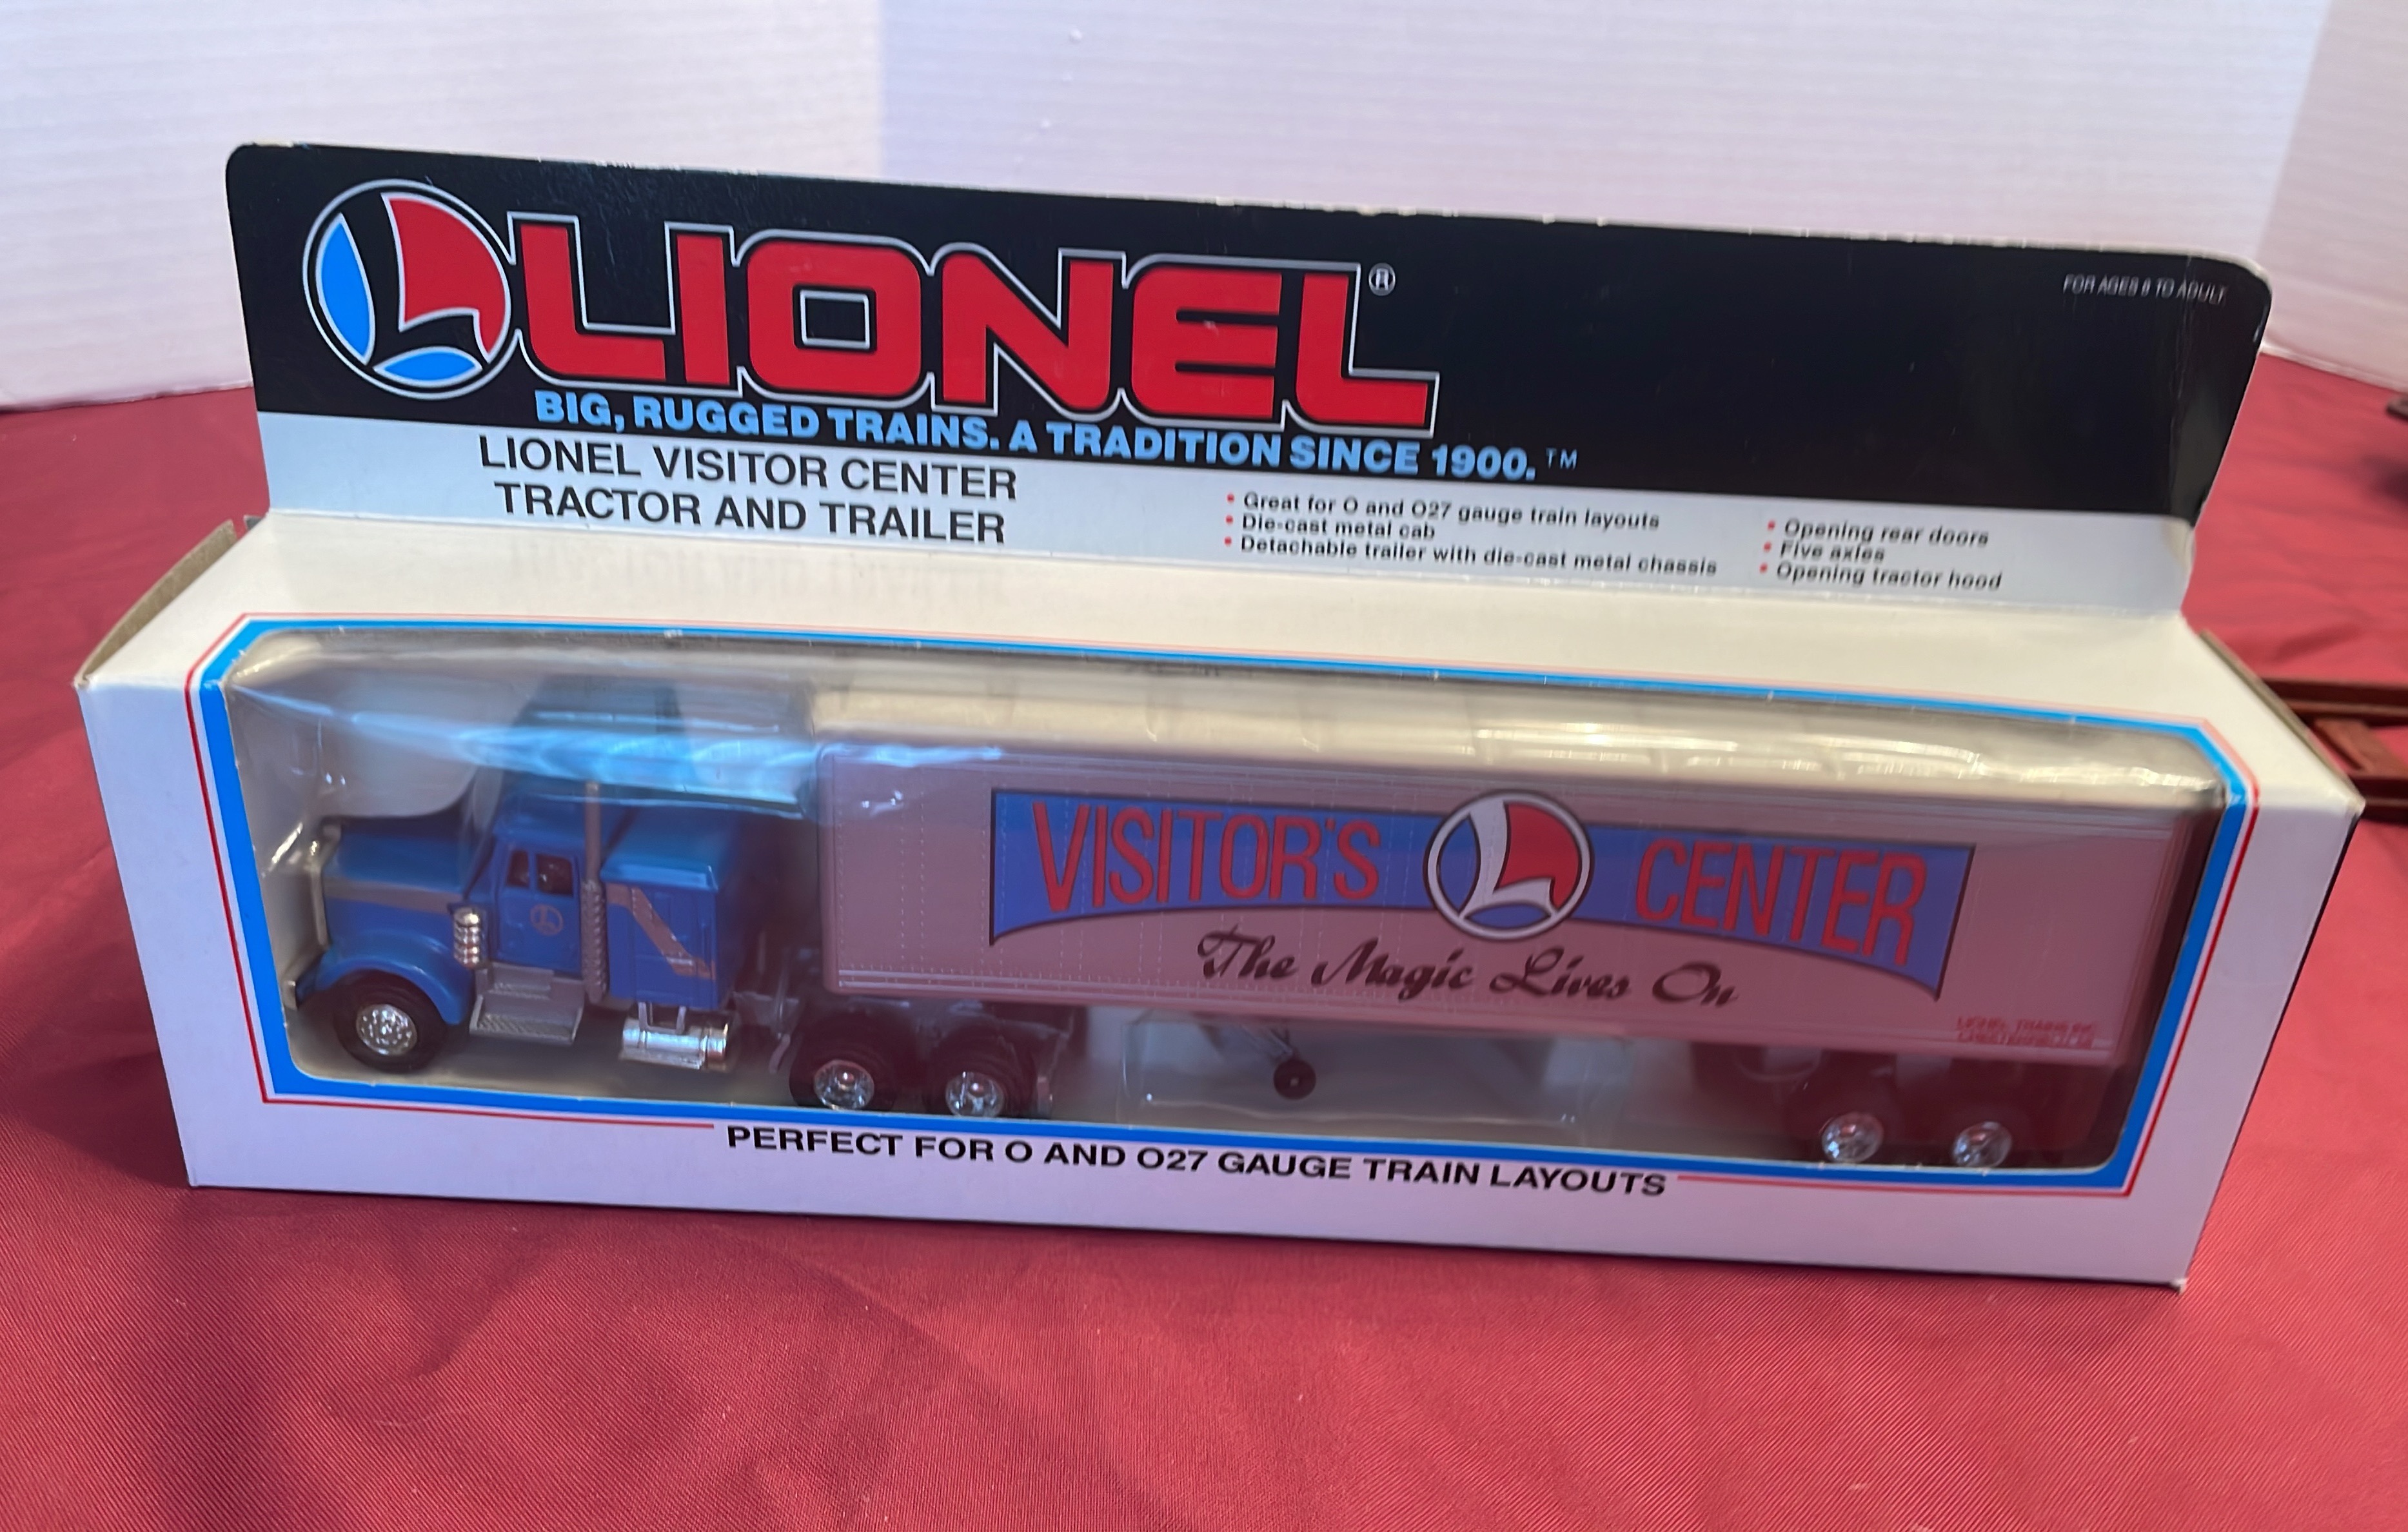 LIONEL®
BIG, RUGGED TRAINS. A TRADITION SINCE 1900.™
FOR AGES 8 TO ADULT
LIONEL VISITOR CENTER
TRACTOR AND TRAILER
• Great for O and O27 gauge train layouts
• Die-cast metal cab
• Detachable trailer with die-cast metal chassis
• Opening rear doors
• Five axles
• Opening tractor hood
VISITOR'S L CENTER
The Magic Lives On
LIONEL TRAINS INC.
PERFECT FOR O AND O27 GAUGE TRAIN LAYOUTS